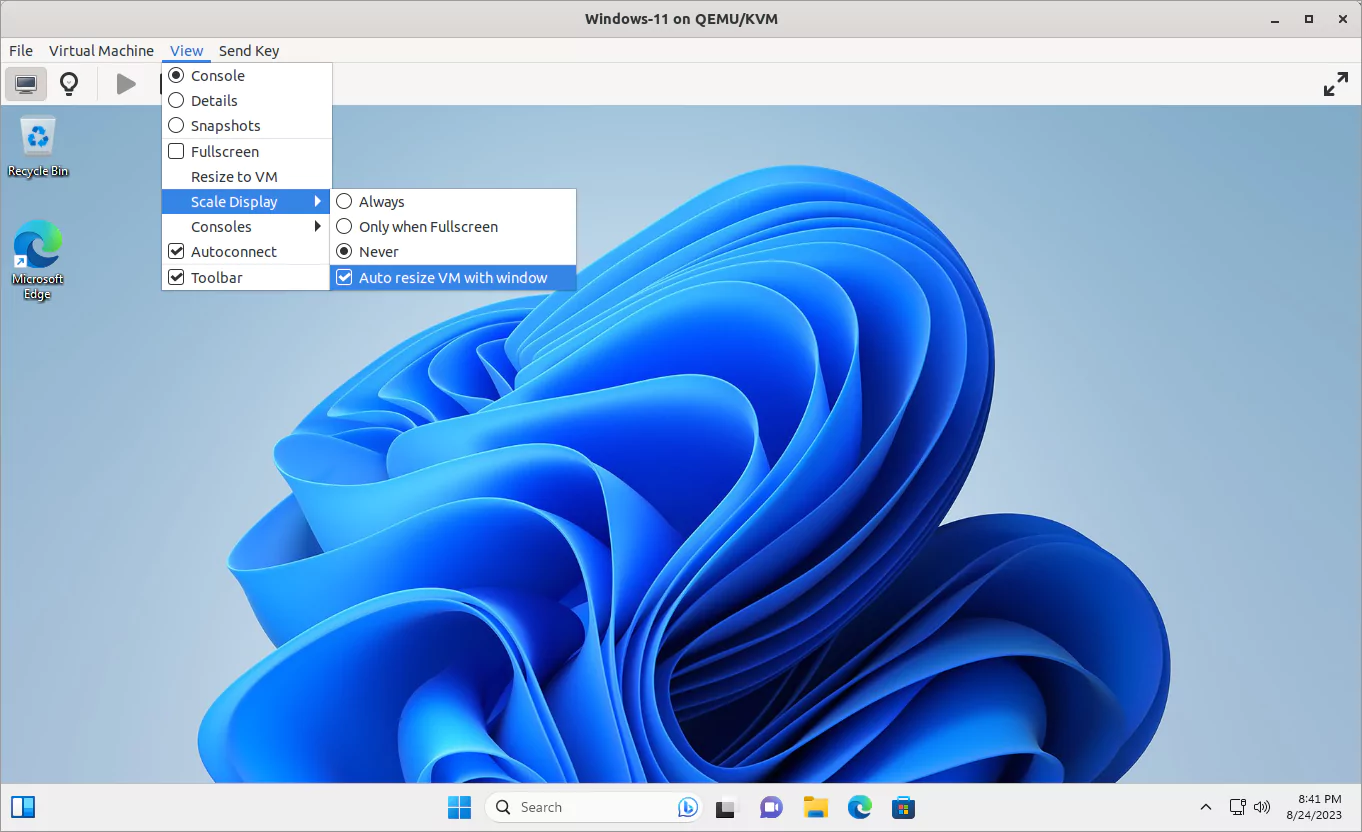 Windows-11 on QEMU/KVM
File Virtual Machine View Send Key
Console
Details
Snapshots
Fullscreen
Resize to VM
Scale Display
Consoles
Autoconnect
Toolbar
Always
Only when Fullscreen
Never
Auto resize VM with window
Recycle Bin
Microsoft
Edge
Search
8:41 PM
8/24/2023